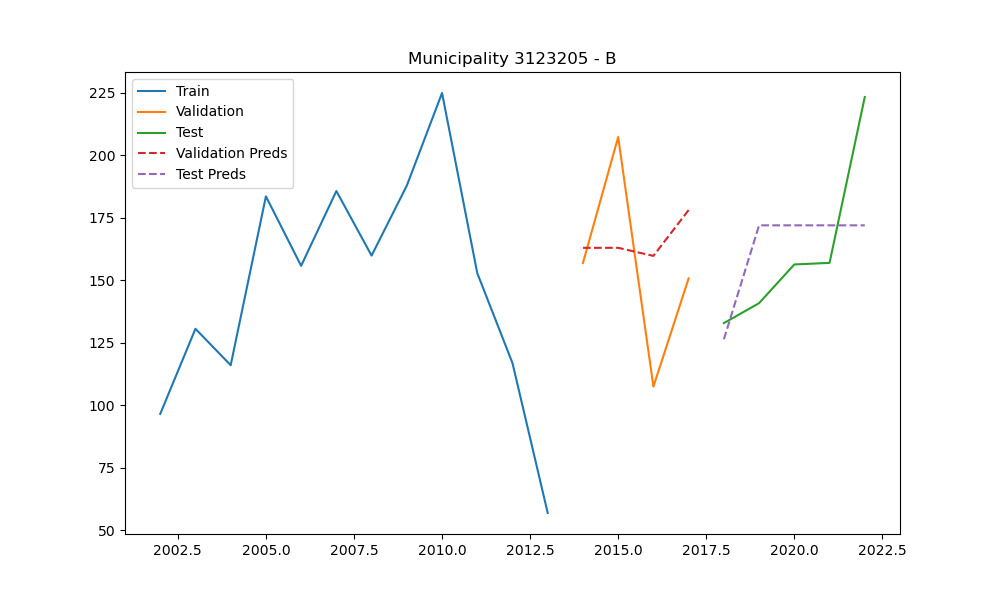 Municipality 3123205 - B
Train
Validation
Test
Validation Preds
Test Preds
225
200
175
150
125
100
75
50
2002.5 2005.0 2007.5 2010.0 2012.5 2015.0 2017.5 2020.0 2022.5